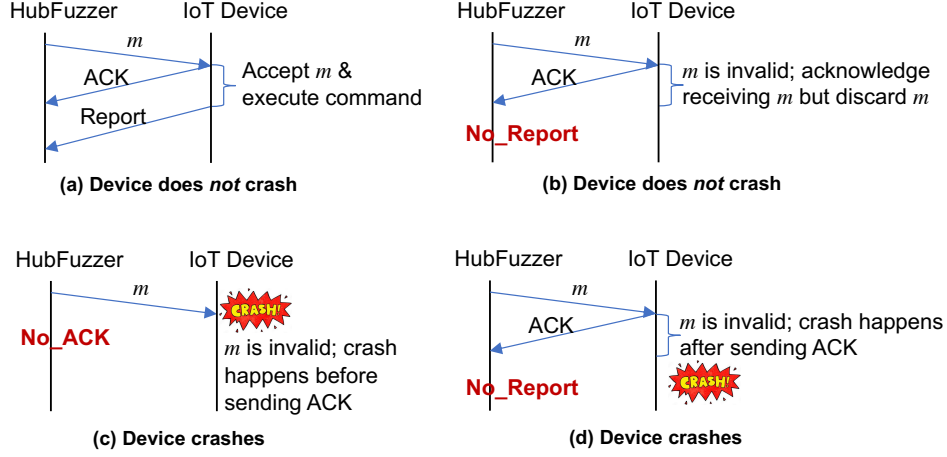 HubFuzzer IoT Device
m
ACK
Report
Accept m &
execute command
(a) Device does not crash
HubFuzzer IoT Device
m
ACK
No_Report
m is invalid; acknowledge
receiving m but discard m
(b) Device does not crash
HubFuzzer IoT Device
m
No_ACK
CRASH!
m is invalid; crash
happens before
sending ACK
(c) Device crashes
HubFuzzer IoT Device
m
ACK
No_Report
m is invalid; crash happens
after sending ACK
CRASH!
(d) Device crashes